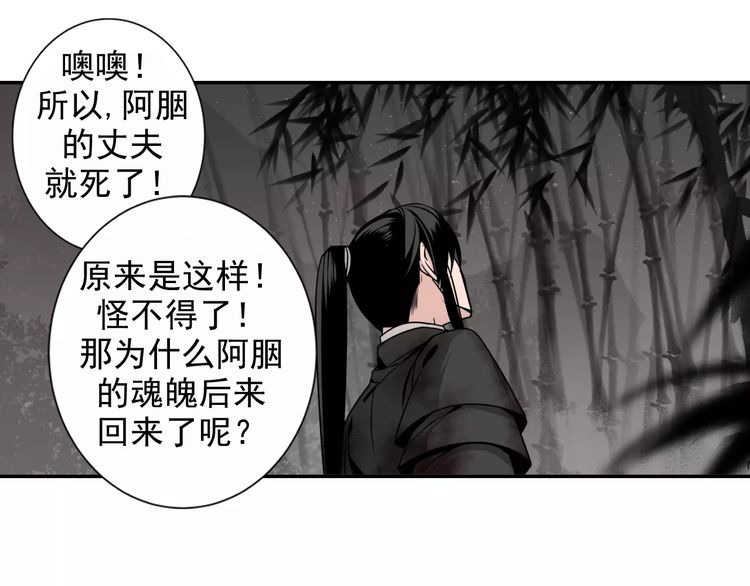 噢噢！
所以,阿胭
的丈夫
就死了！
原来是这样！
怪不得了！
那为什么阿胭
的魂魄后来
回来了呢？